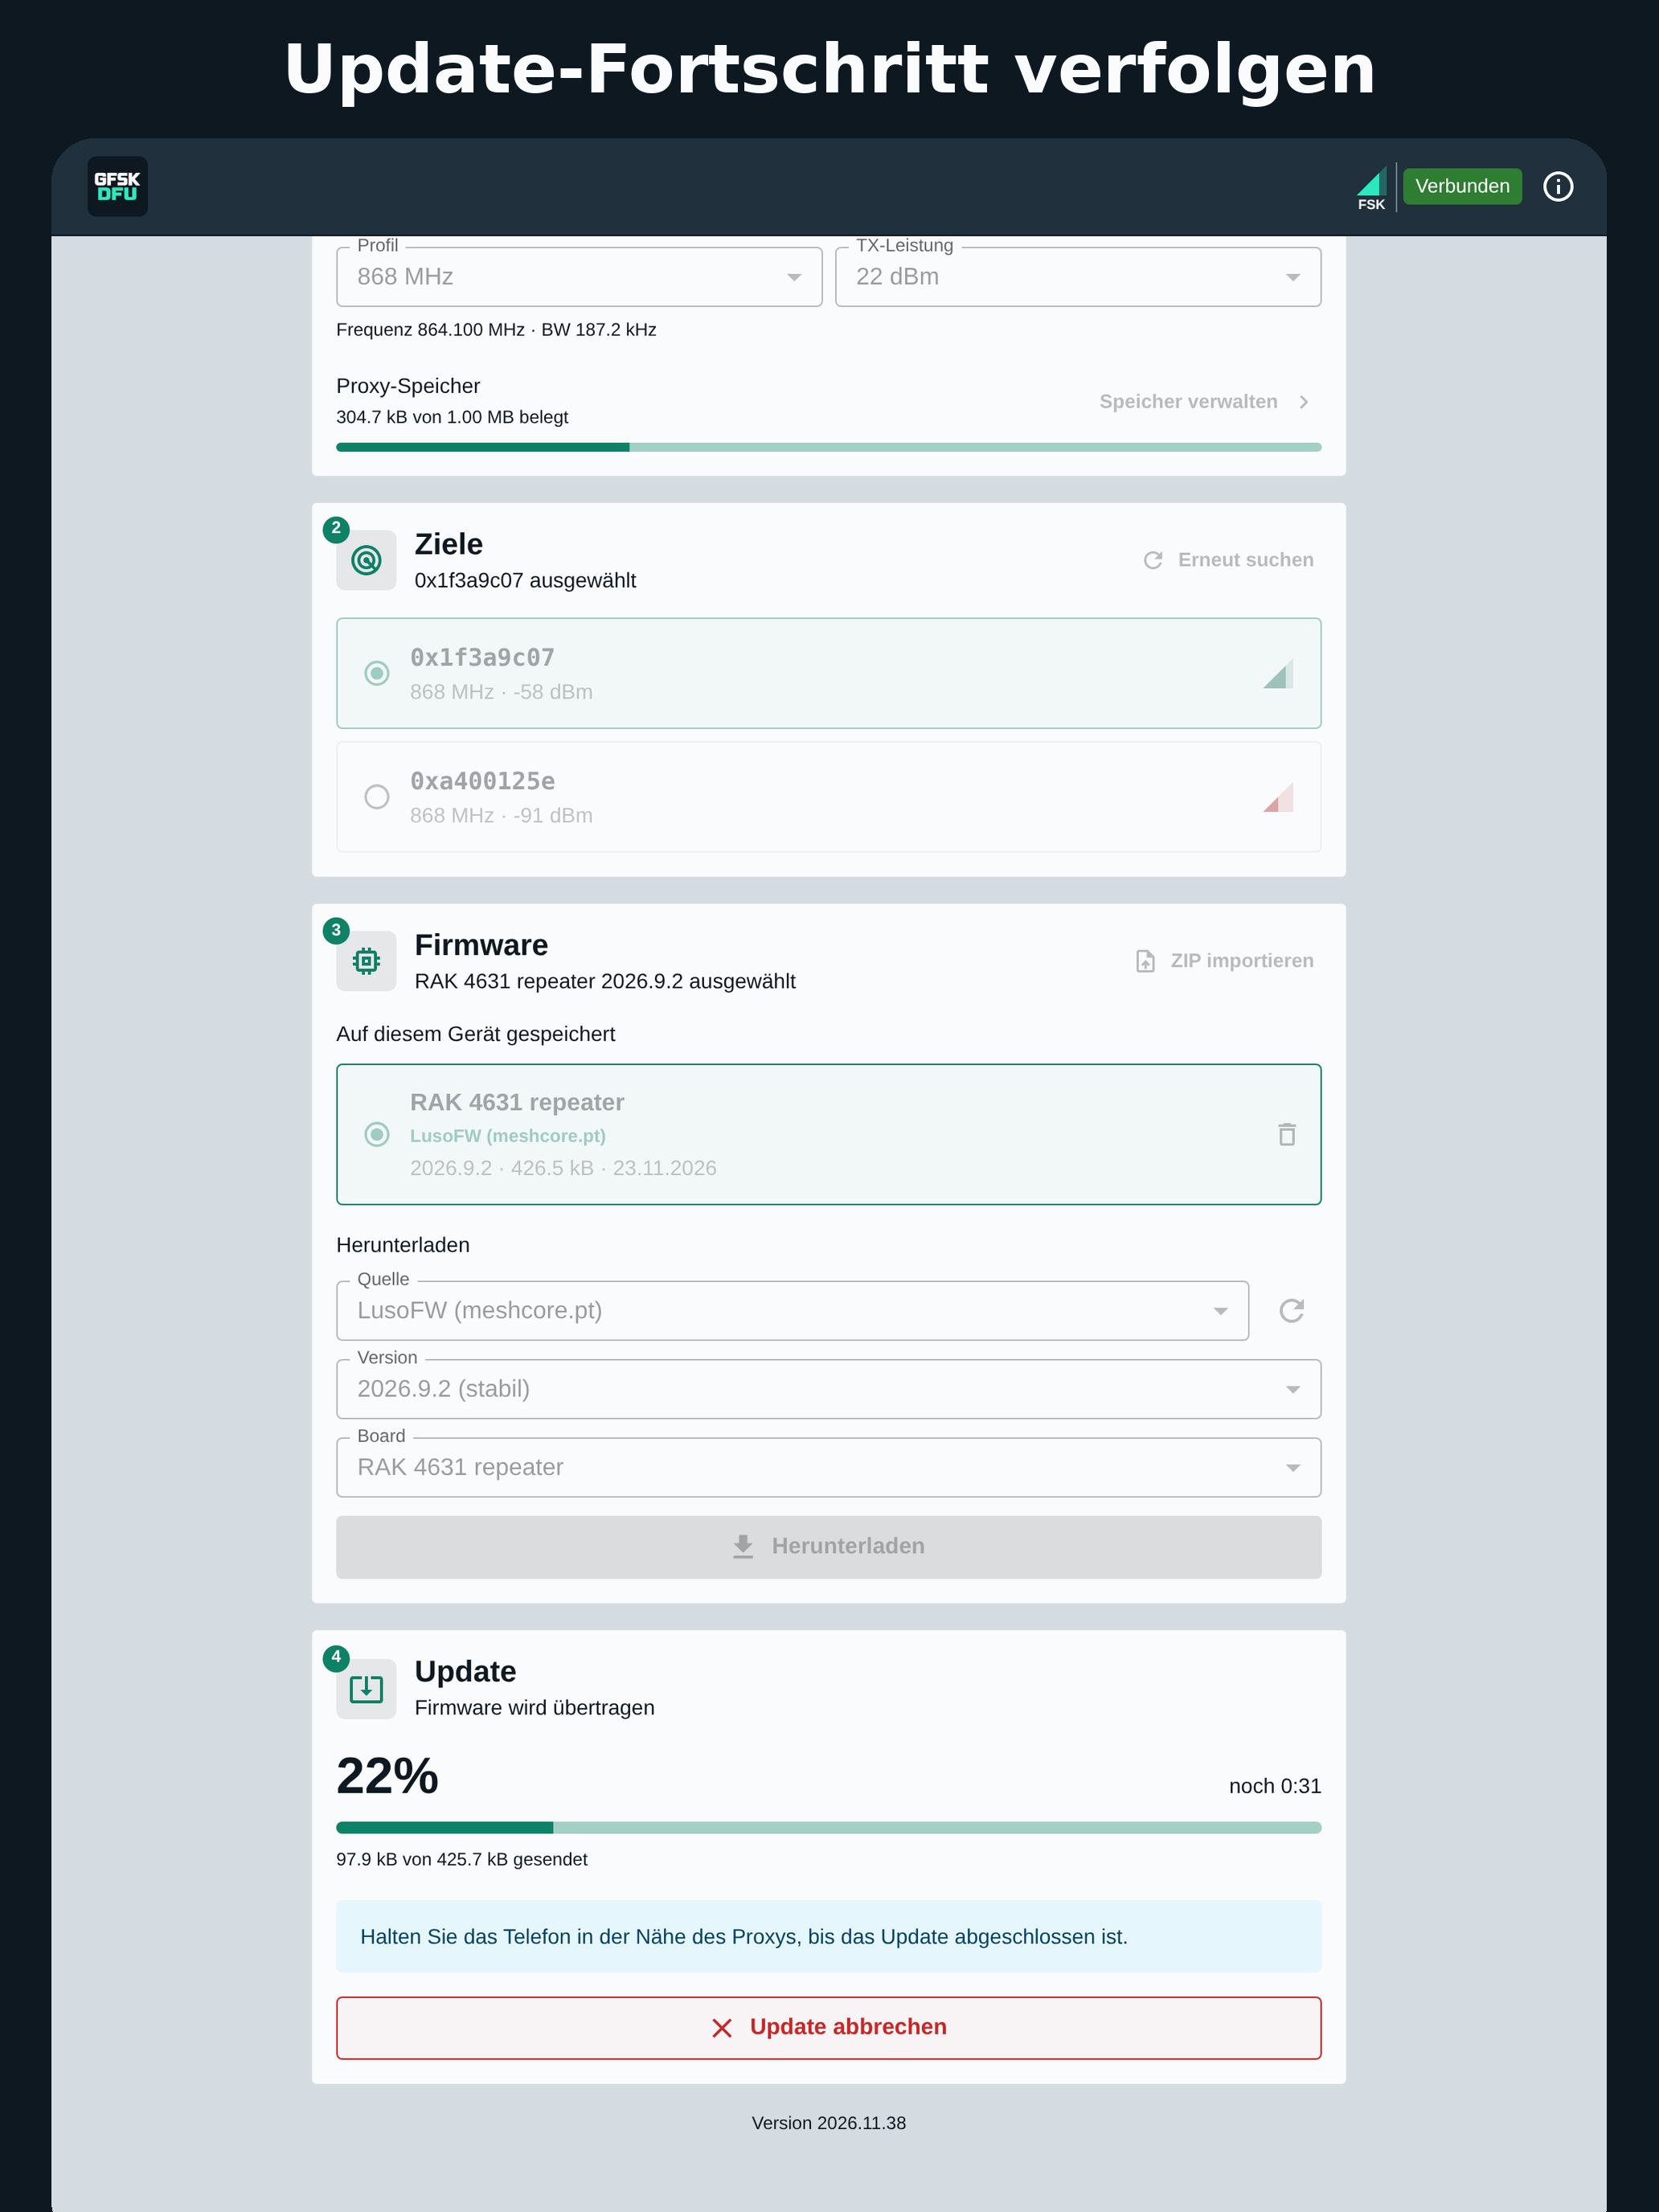 Update-Fortschritt verfolgen
GFSK
DFU
FSK
Verbunden
Profil
868 MHz
TX-Leistung
22 dBm
Frequenz 864.100 MHz · BW 187.2 kHz
Proxy-Speicher
304.7 kB von 1.00 MB belegt
Speicher verwalten
2
Ziele
0x1f3a9c07 ausgewählt
Erneut suchen
0x1f3a9c07
868 MHz · -58 dBm
0xa400125e
868 MHz · -91 dBm
3
Firmware
RAK 4631 repeater 2026.9.2 ausgewählt
ZIP importieren
Auf diesem Gerät gespeichert
RAK 4631 repeater
LusoFW (meshcore.pt)
2026.9.2 · 426.5 kB · 23.11.2026
Herunterladen
Quelle
LusoFW (meshcore.pt)
Version
2026.9.2 (stabil)
Board
RAK 4631 repeater
Herunterladen
4
Update
Firmware wird übertragen
22%
noch 0:31
97.9 kB von 425.7 kB gesendet
Halten Sie das Telefon in der Nähe des Proxys, bis das Update abgeschlossen ist.
Update abbrechen
Version 2026.11.38